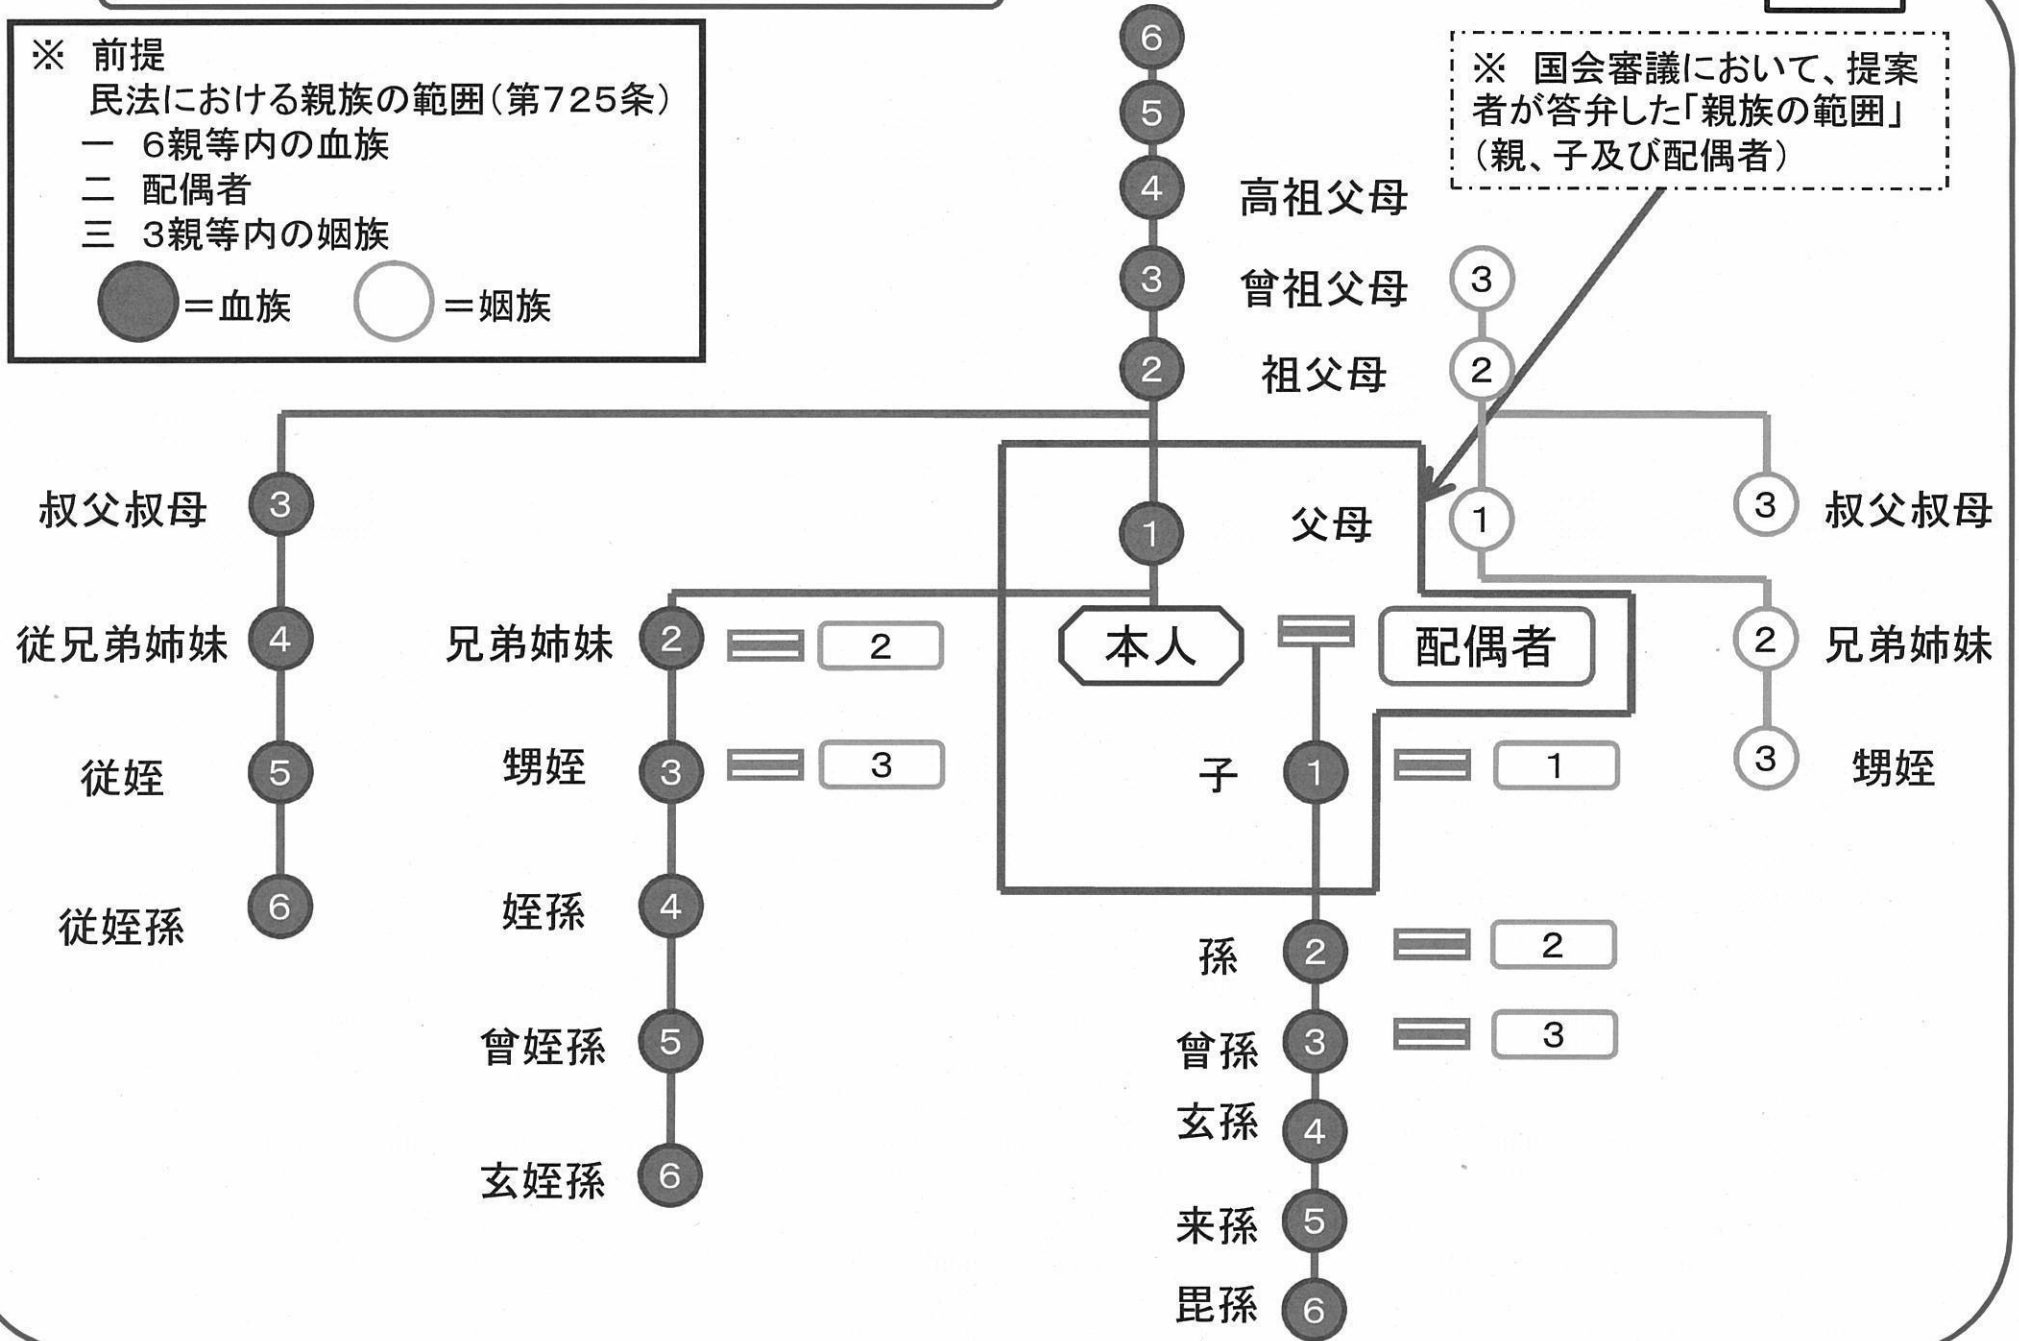 ※ 前提
民法における親族の範囲(第725条)
一 6親等内の血族
二 配偶者
三 3親等内の姻族
=血族 =姻族
※ 国会審議において、提案
者が答弁した「親族の範囲」
(親、子及び配偶者)
6
5
4 高祖父母
3 曾祖父母 3
2 祖父母 2
叔父叔母 3
1 父母 1
3 叔父叔母
従兄弟姉妹 4
兄弟姉妹 2 2
本人 配偶者
2 兄弟姉妹
従姪 5
甥姪 3 3
子 1 1
3 甥姪
従姪孫 6
姪孫 4
孫 2 2
曾姪孫 5
曾孫 3 3
玄孫 4
玄姪孫 6
来孫 5
昆孫 6